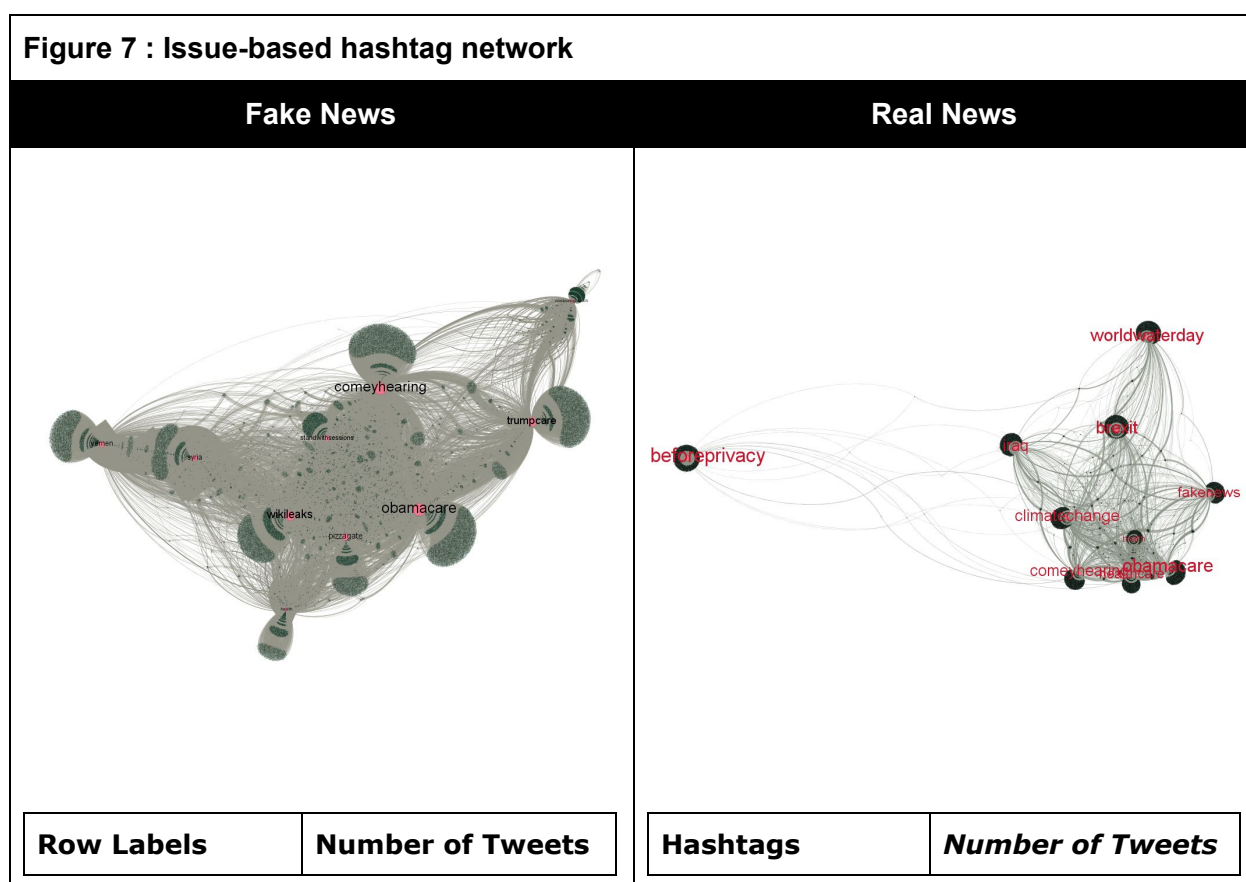 Figure 7 : Issue-based hashtag network
Fake News
Real News
comeyhearing
trumpcare
standwithsessions
syria
wikileaks
obamacare
pizzagate
worldwaterday
brexit
iraq
beforeprivacy
fakenews
climatechange
comeyhearing
obamacare
healthcare
Row Labels
Number of Tweets
Hashtags
Number of Tweets